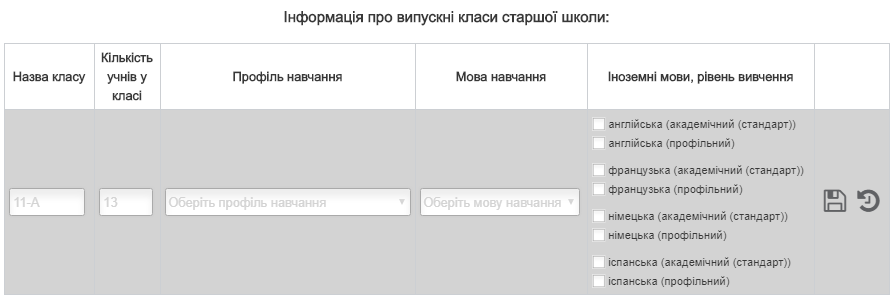 Інформація про випускні класи старшої школи:
Назва класу
Кількість
учнів у
класі
Профіль навчання
Мова навчання
Іноземні мови, рівень вивчення
11-А
13
Оберіть профіль навчання
Оберіть мову навчання
англійська (академічний (стандарт))
англійська (профільний)
французька (академічний (стандарт))
французька (профільний)
німецька (академічний (стандарт))
німецька (профільний)
іспанська (академічний (стандарт))
іспанська (профільний)